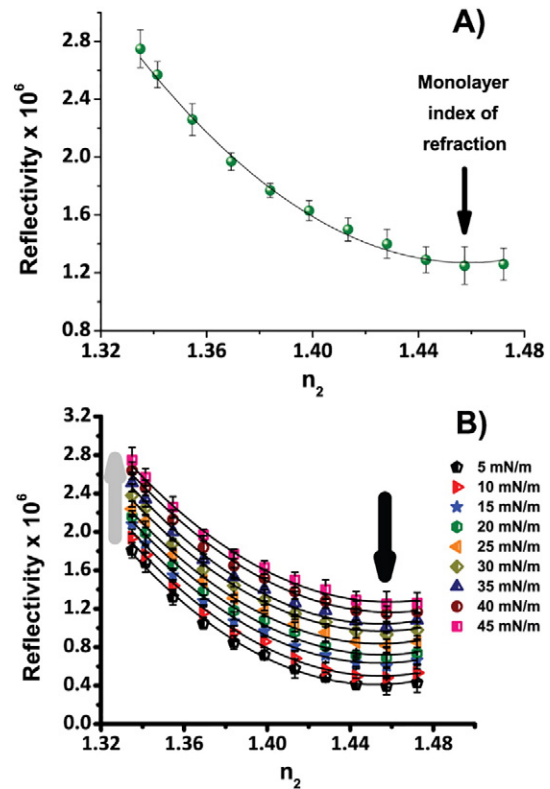 A)
Reflectivity x 10⁶
2.8
2.4
2.0
1.6
1.2
0.8
Monolayer
index of
refraction
1.32 1.36 1.40 1.44 1.48
n₂
B)
Reflectivity x 10⁶
3.2
2.8
2.4
2.0
1.6
1.2
0.8
0.4
0.0
5 mN/m
10 mN/m
15 mN/m
20 mN/m
25 mN/m
30 mN/m
35 mN/m
40 mN/m
45 mN/m
1.32 1.36 1.40 1.44 1.48
n₂